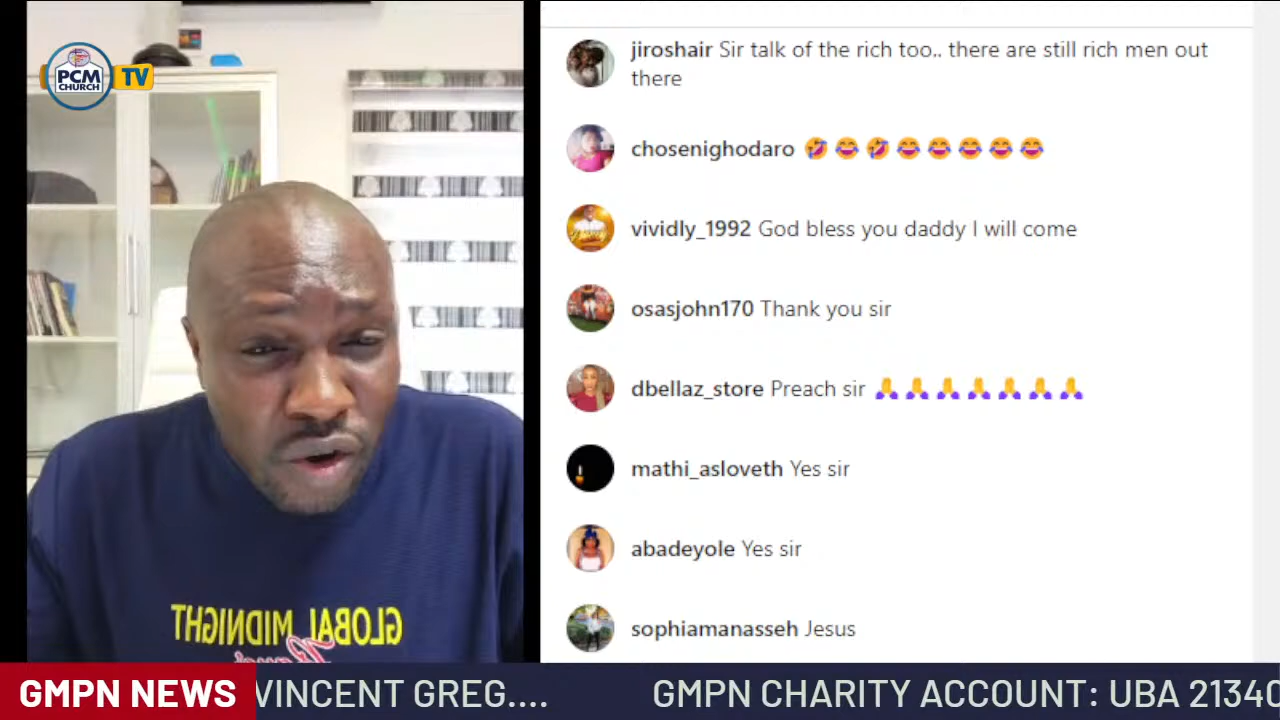 PCM
CHURCH
TV
jiroshair Sir talk of the rich too.. there are still rich men out
there
chosenighodaro 🤣😂🤣😂😂😂😂😂
vividly_1992 God bless you daddy I will come
osasjohn170 Thank you sir
dbellaz_store Preach sir 🙏🙏🙏🙏🙏🙏🙏
mathi_asloveth Yes sir
abadeyole Yes sir
sophiamanasseh Jesus
GLOBAL MIDNIGHT
GMPN NEWS VINCENT GREG.... GMPN CHARITY ACCOUNT: UBA 21340